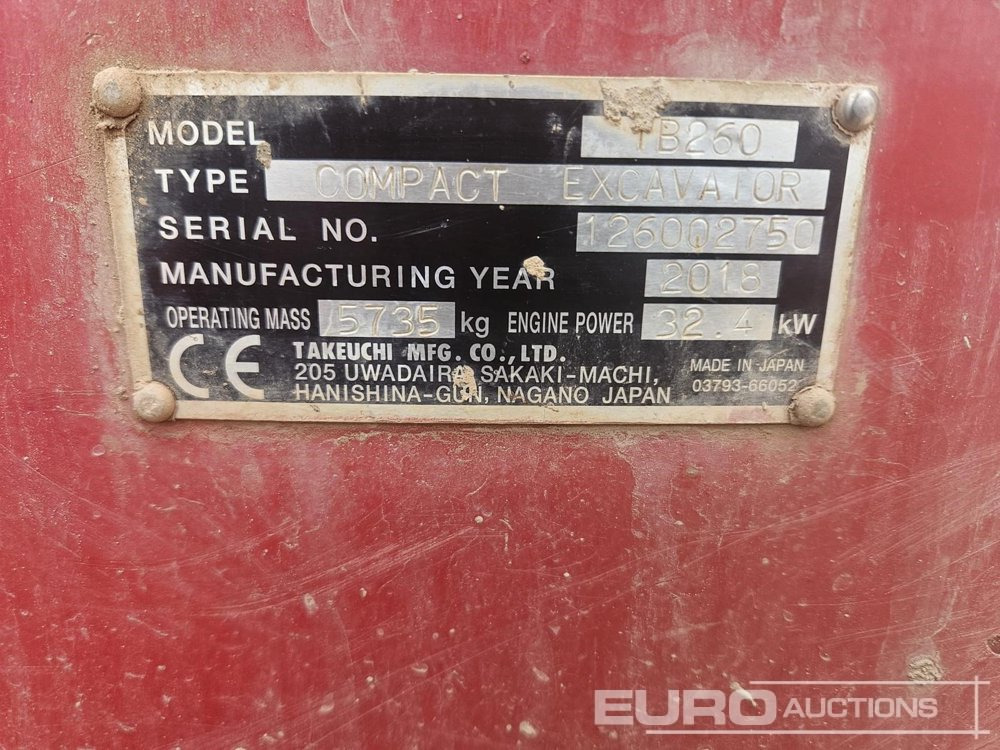 MODEL TB260
TYPE COMPACT EXCAVATOR
SERIAL NO. 126002750
MANUFACTURING YEAR 2018
OPERATING MASS 5735 kg ENGINE POWER 32.4 kW
CE
TAKEUCHI MFG. CO., LTD.
205 UWADAIRA, SAKAKI-MACHI,
HANISHINA-GUN, NAGANO JAPAN
MADE IN JAPAN
03793-66052
EURO AUCTIONS